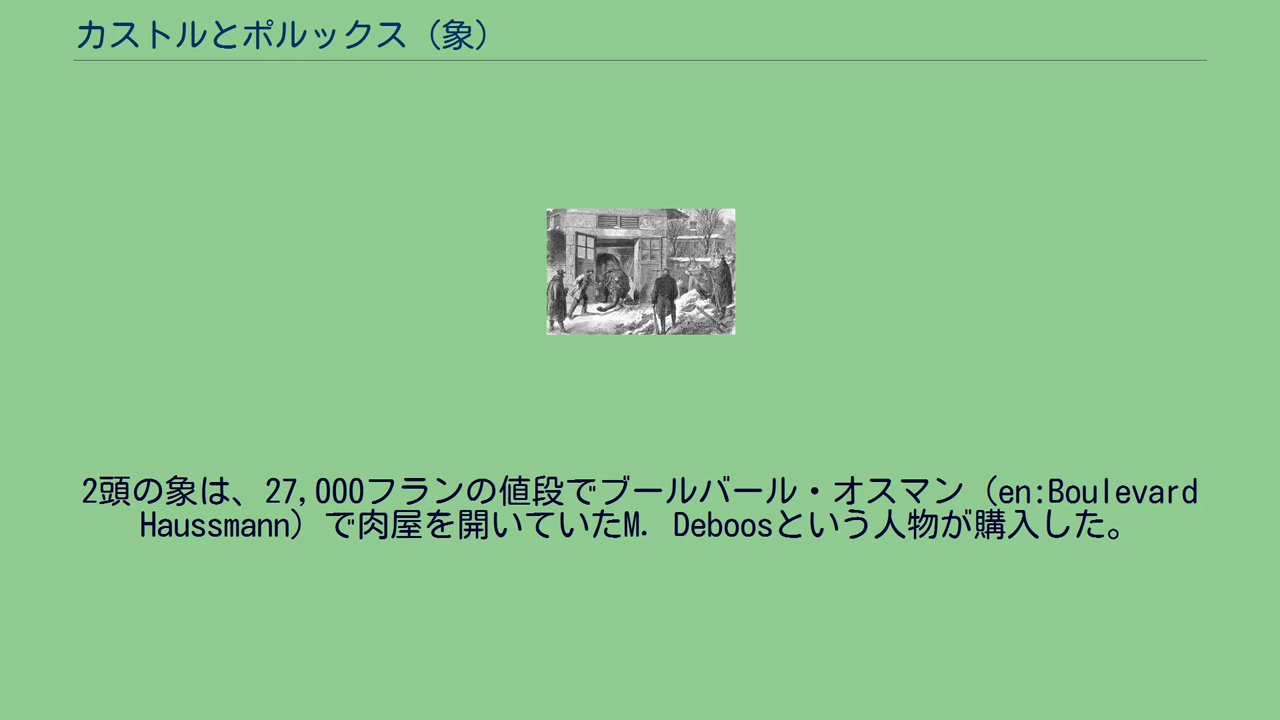 カストルとポルックス（象）
2頭の象は、27,000フランの値段でブールバール・オスマン（en:Boulevard
Haussmann）で肉屋を開いていたM. Deboosという人物が購入した。